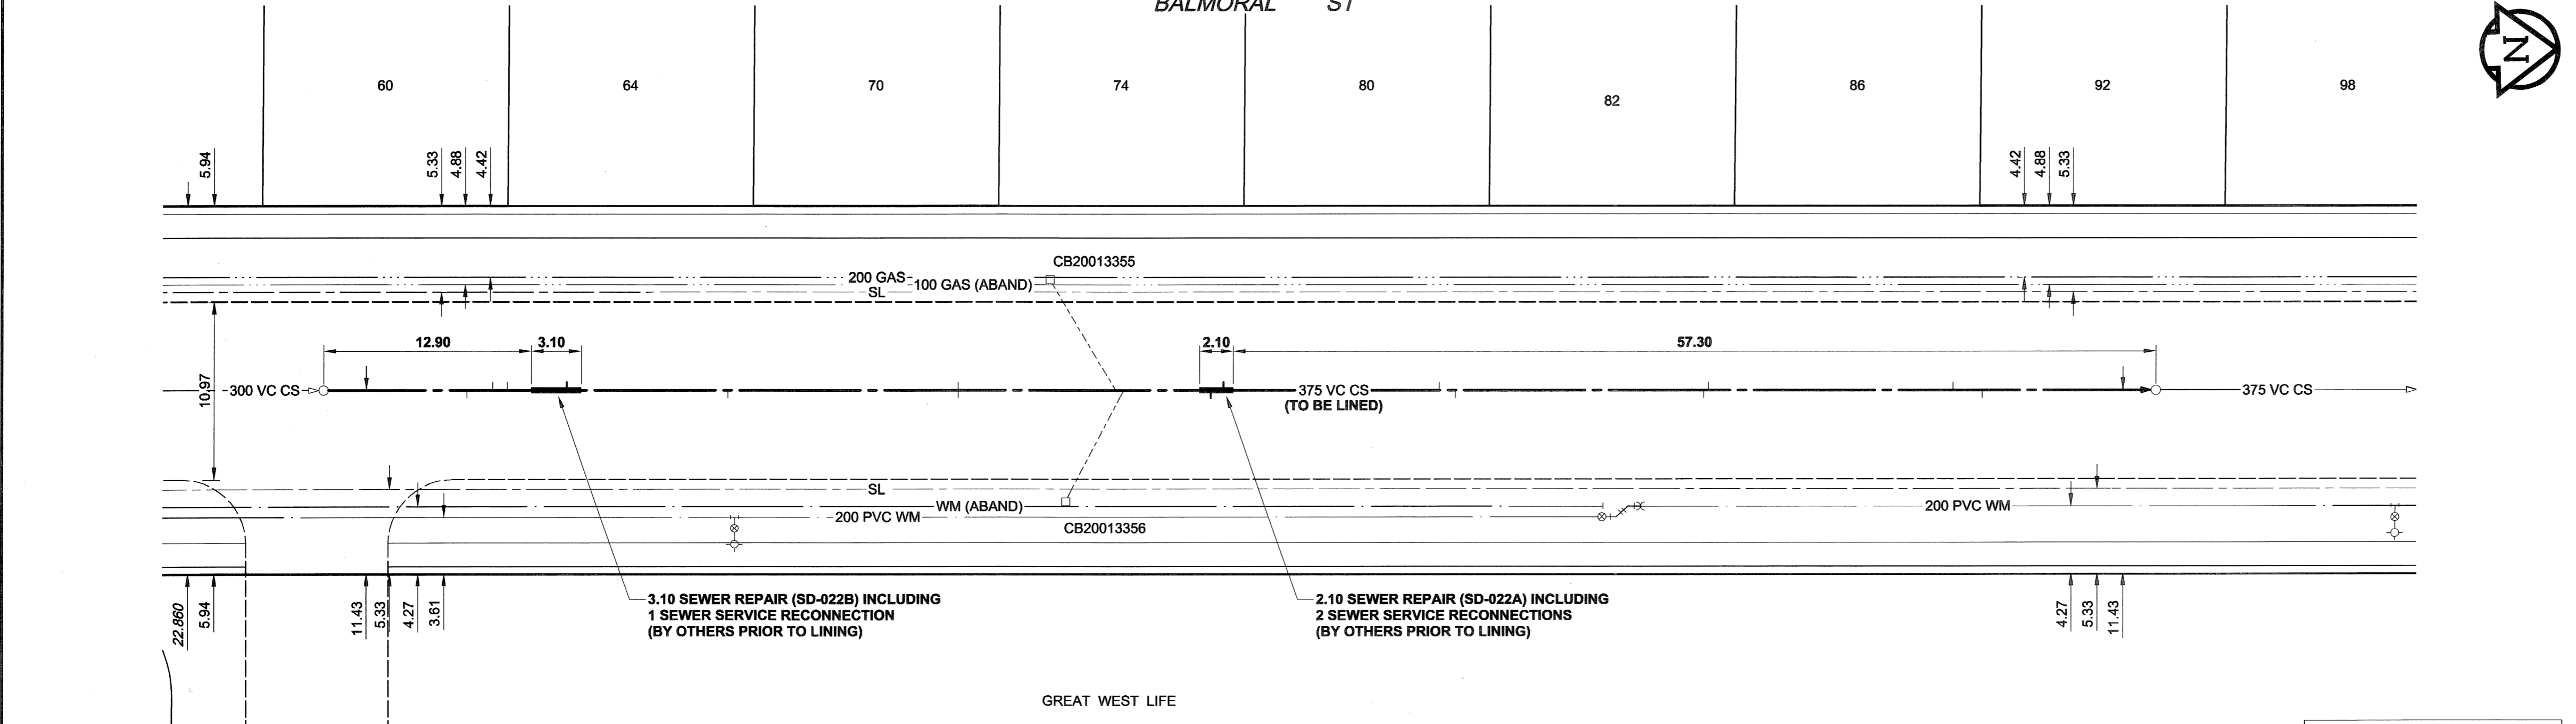 BALMORAL ST
N
60
64
70
74
80
82
86
92
98
5.94
5.33
4.88
4.42
4.42
4.88
5.33
CB20013355
200 GAS
100 GAS (ABAND)
SL
12.90
3.10
2.10
57.30
10.97
300 VC CS
375 VC CS
(TO BE LINED)
375 VC CS
SL
WM (ABAND)
200 PVC WM
200 PVC WM
CB20013356
22.860
5.94
11.43
5.33
4.27
3.61
3.10 SEWER REPAIR (SD-022B) INCLUDING
1 SEWER SERVICE RECONNECTION
(BY OTHERS PRIOR TO LINING)
2.10 SEWER REPAIR (SD-022A) INCLUDING
2 SEWER SERVICE RECONNECTIONS
(BY OTHERS PRIOR TO LINING)
4.27
5.33
11.43
GREAT WEST LIFE